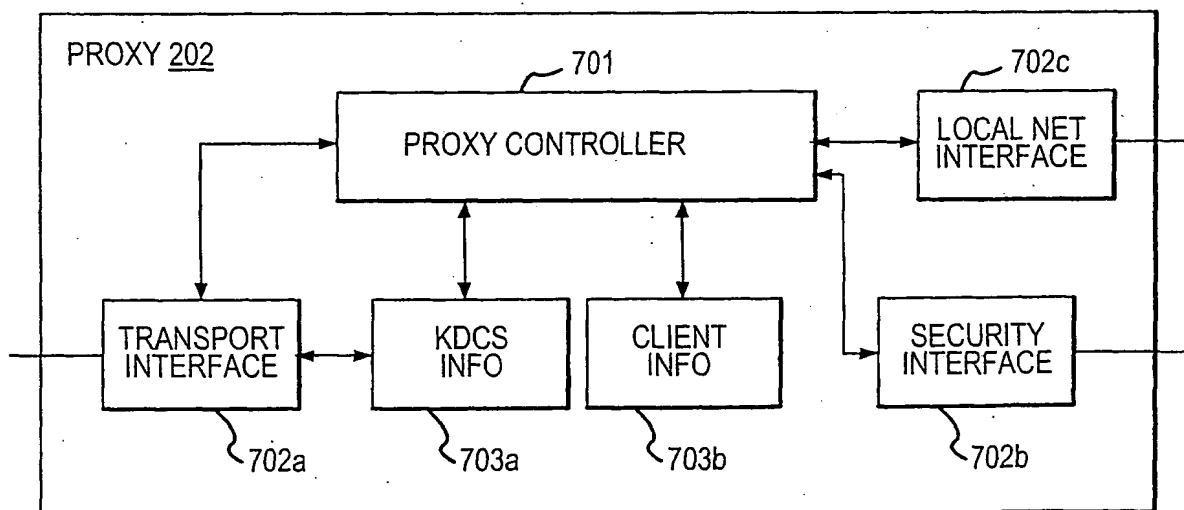 PROXY 202
701
PROXY CONTROLLER
702c
LOCAL NET
INTERFACE
TRANSPORT
INTERFACE
KDCS
INFO
CLIENT
INFO
SECURITY
INTERFACE
702a
703a
703b
702b